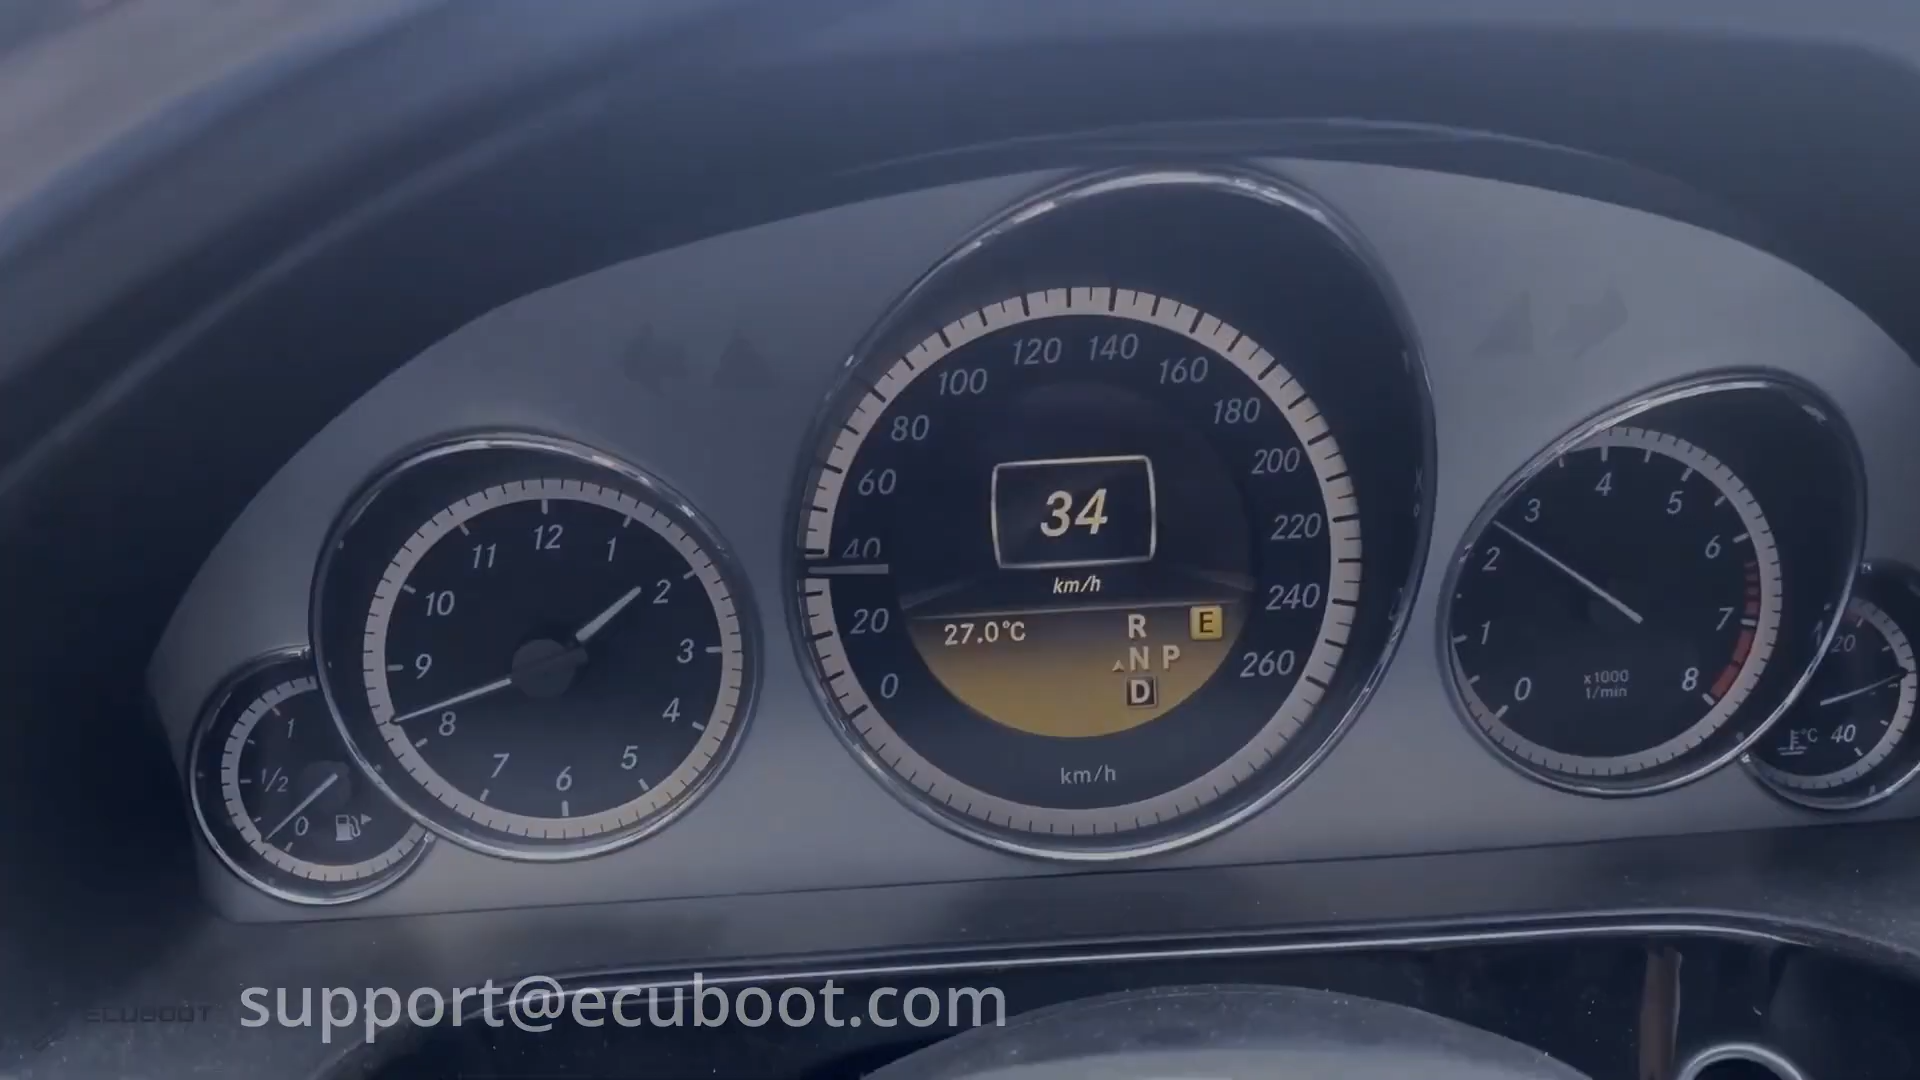 12
11 1
10 2
9 3
8 4
7 6 5
1
1/2
0
120 140
100 160
80 180
60 200
40 220
20 240
0 260
34
km/h
27.0°C R E
N P
D
km/h
4
3 5
2 6
1 7
0 8
x1000
1/min
20
°C 40
ECUBOOT
support@ecuboot.com